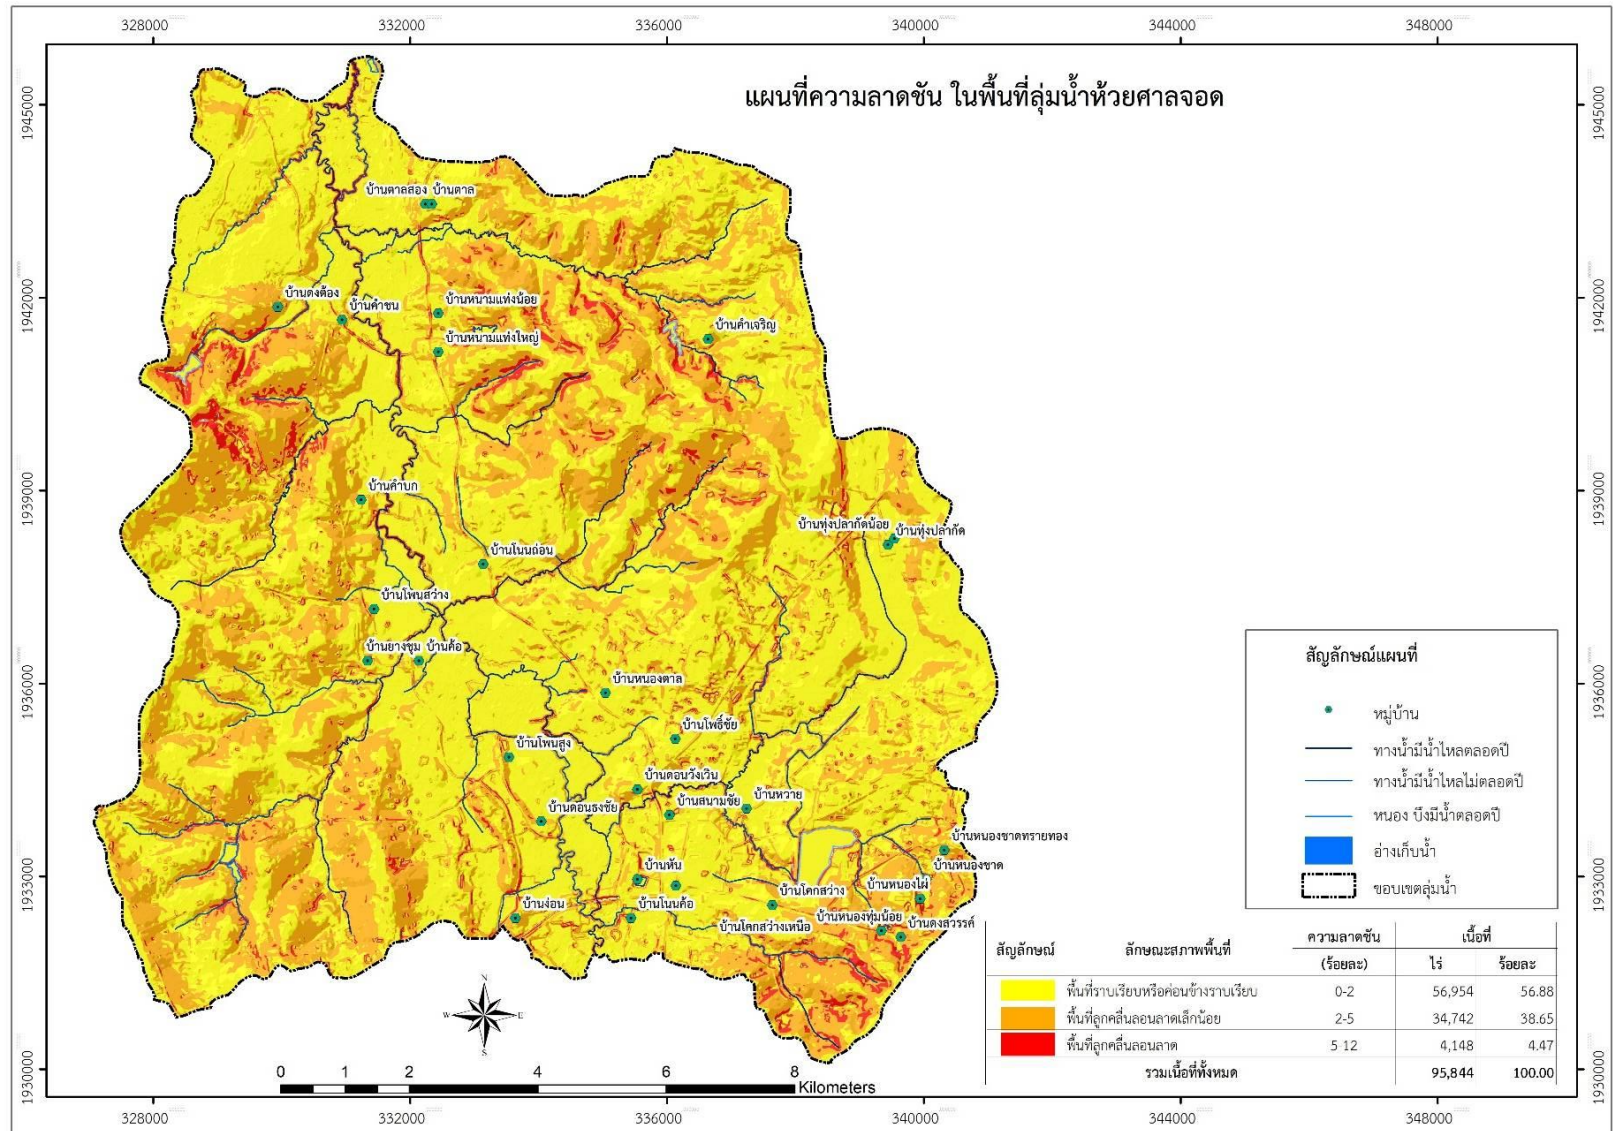 328000 332000 336000 340000 344000 348000
แผนที่ความลาดชัน ในพื้นที่ลุ่มน้ำห้วยศาลจอด
1945000 1945000
บ้านตาลสอง บ้านตาล
1942000 1942000
บ้านดงต้อง
บ้านคำชน
บ้านหนามแท่งน้อย
บ้านคำเจริญ
บ้านหนามแท่งใหญ่
1939000 1939000
บ้านคำบก
บ้านทุ่งปลากัดน้อย
บ้านทุ่งปลากัด
บ้านโนนถ่อน
บ้านโพนสว่าง
บ้านยางชุม บ้านค้อ
1936000 1936000
บ้านหนองตาล
บ้านโพธิ์ชัย
บ้านโพนสูง
บ้านดอนวังเวิน
บ้านหวาย
บ้านดอนธงชัย
บ้านสนามชัย
บ้านหนองซาดทรายทอง
1933000 1933000
บ้านหัน
บ้านหนองซาด
บ้านหนองไผ่
บ้านโคกสว่าง
บ้านง่อน
บ้านโนนค้อ
บ้านหนองทุ่มน้อย
บ้านโคกสว่างเหนือ
บ้านดงสวรรค์
สัญลักษณ์แผนที่
หมู่บ้าน
ทางน้ำมีน้ำไหลตลอดปี
ทางน้ำมีน้ำไหลไม่ตลอดปี
หนอง บึงมีน้ำตลอดปี
อ่างเก็บน้ำ
ขอบเขตลุ่มน้ำ
สัญลักษณ์ ลักษณะสภาพพื้นที่ ความลาดชัน เนื้อที่
(ร้อยละ) ไร่ ร้อยละ
พื้นที่ราบเรียบหรือค่อนข้างราบเรียบ 0-2 56,954 56.88
พื้นที่ลูกคลื่นลอนลาดเล็กน้อย 2-5 34,742 38.65
พื้นที่ลูกคลื่นลอนลาด 5-12 4,148 4.47
รวมเนื้อที่ทั้งหมด 95,844 100.00
N
W E
S
1930000 1930000
0 1 2 4 6 8
Kilometers
328000 332000 336000 340000 344000 348000